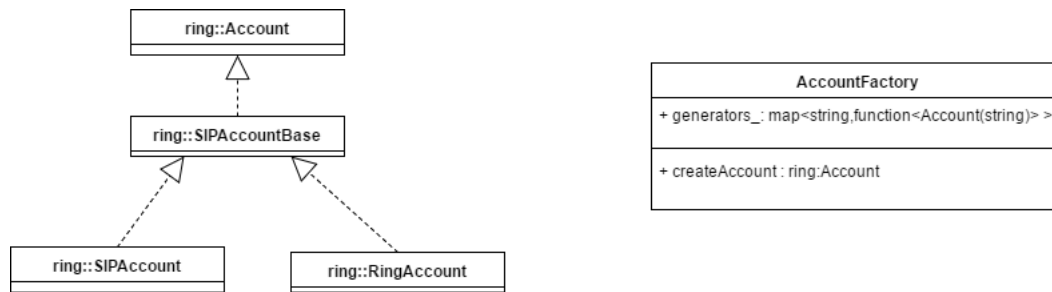 ring::Account
ring::SIPAccountBase
ring::SIPAccount
ring::RingAccount
AccountFactory
+ generators_: map<string,function<Account(string)> >
+ createAccount : ring:Account